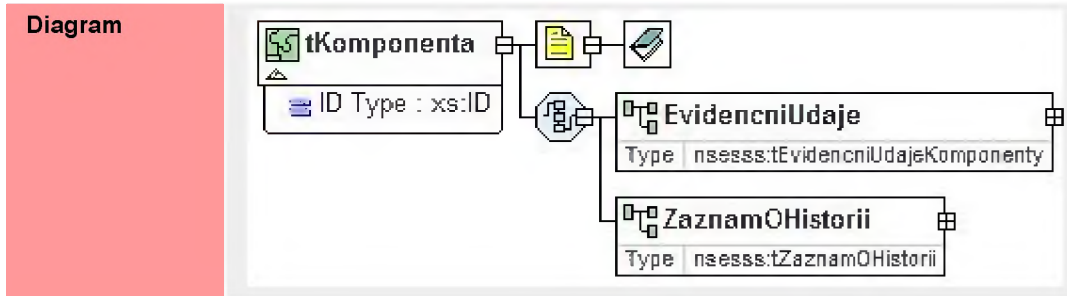 Diagram
tKomponenta
ID Type : xs:ID
EvidencniUdaje
Type nsesss:tEvidencniUdajeKomponenty
ZaznamOHistorii
Type nsesss:tZaznamOHistorii